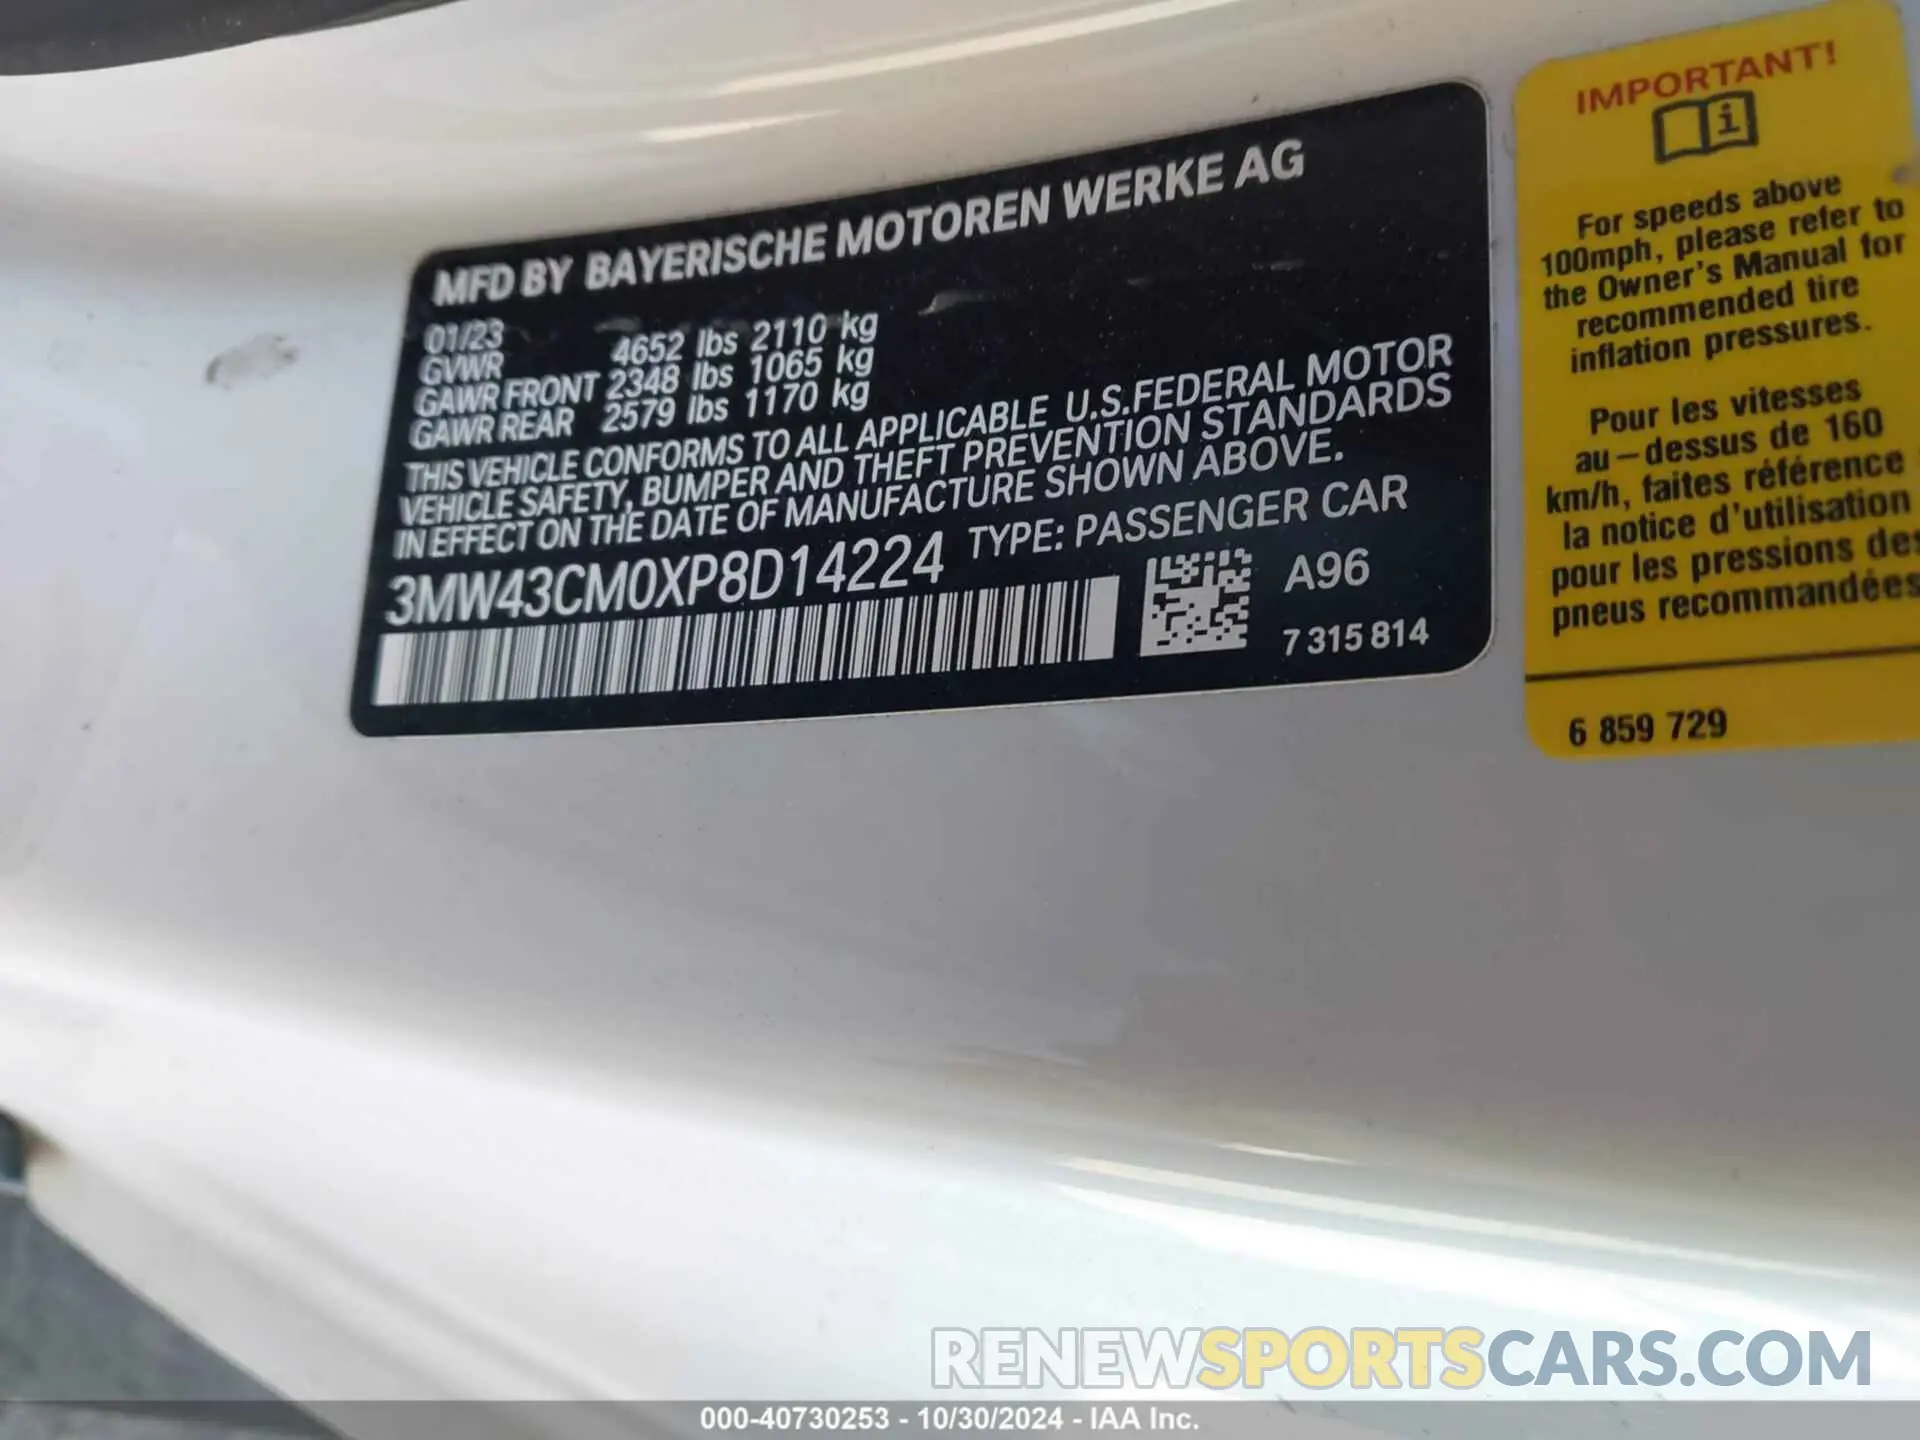 MFD BY BAYERISCHE MOTOREN WERKE AG
01/23
GVWR 4652 lbs 2110 kg
GAWR FRONT 2348 lbs 1065 kg
GAWR REAR 2579 lbs 1170 kg
THIS VEHICLE CONFORMS TO ALL APPLICABLE U.S.FEDERAL MOTOR
VEHICLE SAFETY, BUMPER AND THEFT PREVENTION STANDARDS
IN EFFECT ON THE DATE OF MANUFACTURE SHOWN ABOVE.
3MW43CM0XP8D14224 TYPE: PASSENGER CAR
A96
7 315 814
IMPORTANT!
i
For speeds above
100mph, please refer to
the Owner's Manual for
recommended tire
inflation pressures.
Pour les vitesses
au-dessus de 160
km/h, faites référence
la notice d'utilisation
pour les pressions des
pneus recommandées
6 859 729
RENEWSPORTSCARS.COM
000-40730253 - 10/30/2024 - IAA Inc.